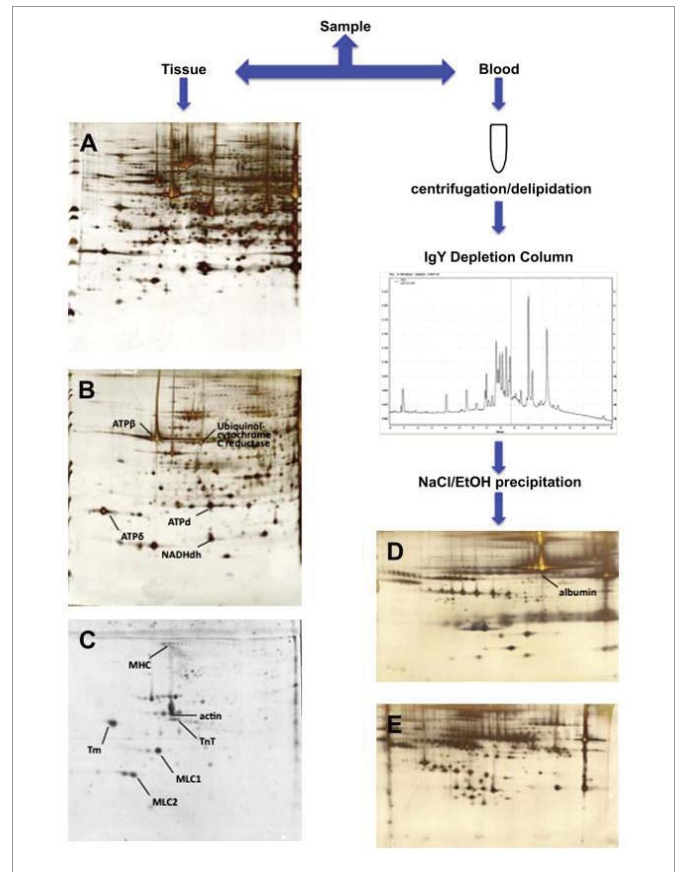 Sample
Tissue
Blood
A
centrifugation/delipidation
IgY Depletion Column
B
ATPβ
Ubiquinol-
cytochrome
C reductase
ATPδ
ATPd
NADHdh
NaCl/EtOH precipitation
C
MHC
actin
TnT
Tm
MLC1
MLC2
D
albumin
E